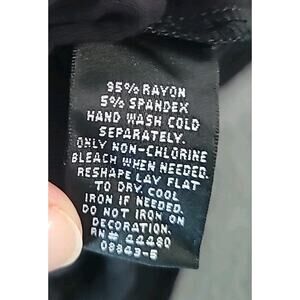 95% RAYON
5% SPANDEX
HAND WASH COLD
SEPARATELY.
ONLY NON-CHLORINE
BLEACH WHEN NEEDED.
RESHAPE LAY FLAT
TO DRY. COOL
IRON IF NEEDED.
DO NOT IRON ON
DECORATION.
RN# 44480
09843-5